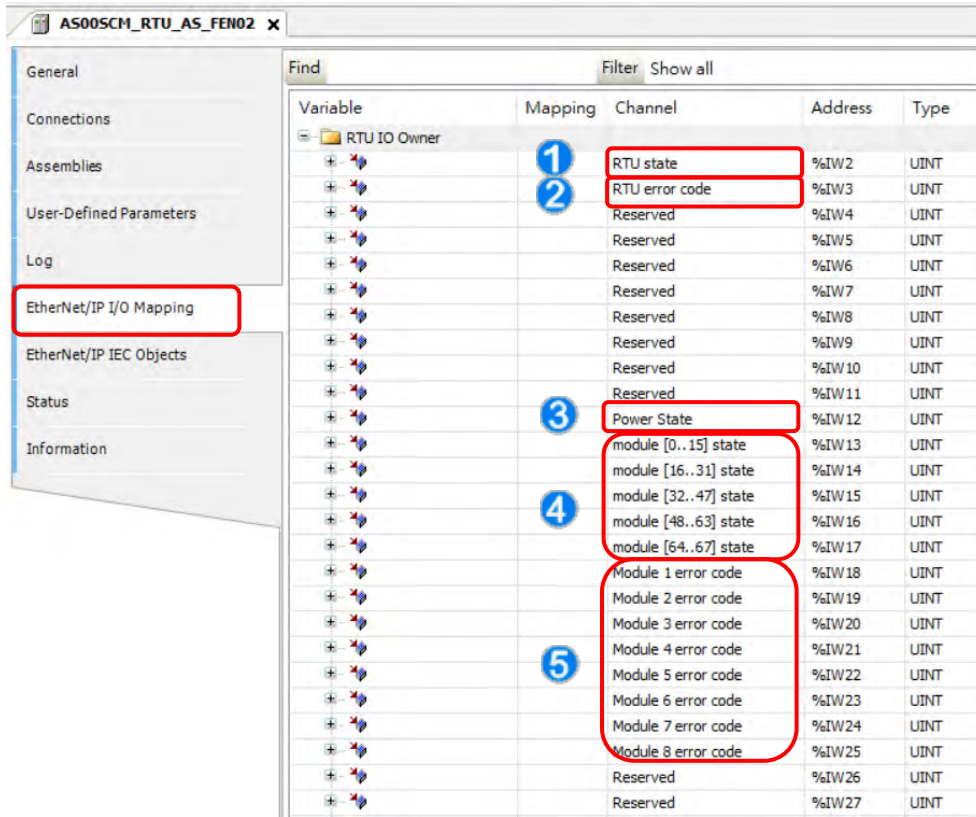 AS00SCM_RTU_AS_FEN02 x
General
Connections
Assemblies
User-Defined Parameters
Log
EtherNet/IP I/O Mapping
EtherNet/IP IEC Objects
Status
Information
Find Filter Show all
Variable Mapping Channel Address Type
RTU IO Owner
1 RTU state %IW2 UINT
2 RTU error code %IW3 UINT
Reserved %IW4 UINT
Reserved %IW5 UINT
Reserved %IW6 UINT
Reserved %IW7 UINT
Reserved %IW8 UINT
Reserved %IW9 UINT
Reserved %IW10 UINT
Reserved %IW11 UINT
3 Power State %IW12 UINT
module [0..15] state %IW13 UINT
module [16..31] state %IW14 UINT
module [32..47] state %IW15 UINT
4 module [48..63] state %IW16 UINT
module [64..67] state %IW17 UINT
Module 1 error code %IW18 UINT
Module 2 error code %IW19 UINT
Module 3 error code %IW20 UINT
Module 4 error code %IW21 UINT
5 Module 5 error code %IW22 UINT
Module 6 error code %IW23 UINT
Module 7 error code %IW24 UINT
Module 8 error code %IW25 UINT
Reserved %IW26 UINT
Reserved %IW27 UINT